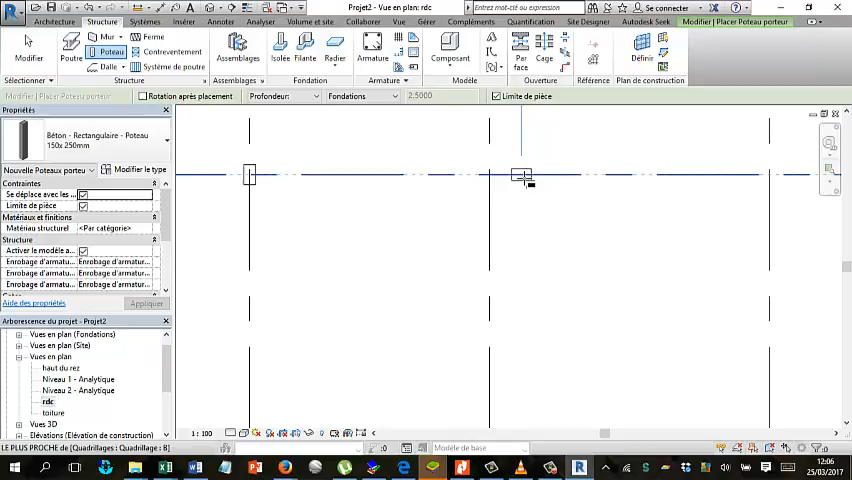 Projet2 - Vue en plan: rdc
Entrez mot-clé ou expression
Se connecter
Architecture Structure Systèmes Insérer Annoter Analyser Volume et site Collaborer Vue Gérer Compléments Quantification Site Designer Autodesk Seek Modifier | Placer Poteau porteur
Modifier
Poutre
Mur
Poteau
Dalle
Ferme
Contreventement
Système de poutre
Assemblages
Isolée Filante Radier
Armature
Composant
Par face
Cage
Définir
Sélectionner Structure Assemblages Fondation Armature Modèle Ouverture Référence Plan de construction
Modifier | Placer Poteau porteur
Rotation après placement
Profondeur:
Fondations
2.5000
Limite de pièce
Propriétés
Béton - Rectangulaire - Poteau
150x 250mm
Nouvelle Poteaux porteur
Modifier le type
Contraintes
Se déplace avec les ...
Limite de pièce
Matériaux et finitions
Matériau structurel <Par catégorie>
Structure
Activer le modèle a...
Enrobage d'armatur... Enrobage d'armatur...
Enrobage d'armatur... Enrobage d'armatur...
Enrobage d'armatur... Enrobage d'armatur...
Aide des propriétés
Appliquer
Arborescence du projet - Projet2
Vues en plan (Fondations)
Vues en plan (Site)
Vues en plan
haut du rez
Niveau 1 - Analytique
Niveau 2 - Analytique
rdc
toiture
Vues 3D
Elévations (Elévation de construction)
1 : 100
LE PLUS PROCHE de (Quadrillages : Quadrillage : B)
:0
Modèle de base
:0
12:06
25/03/2017